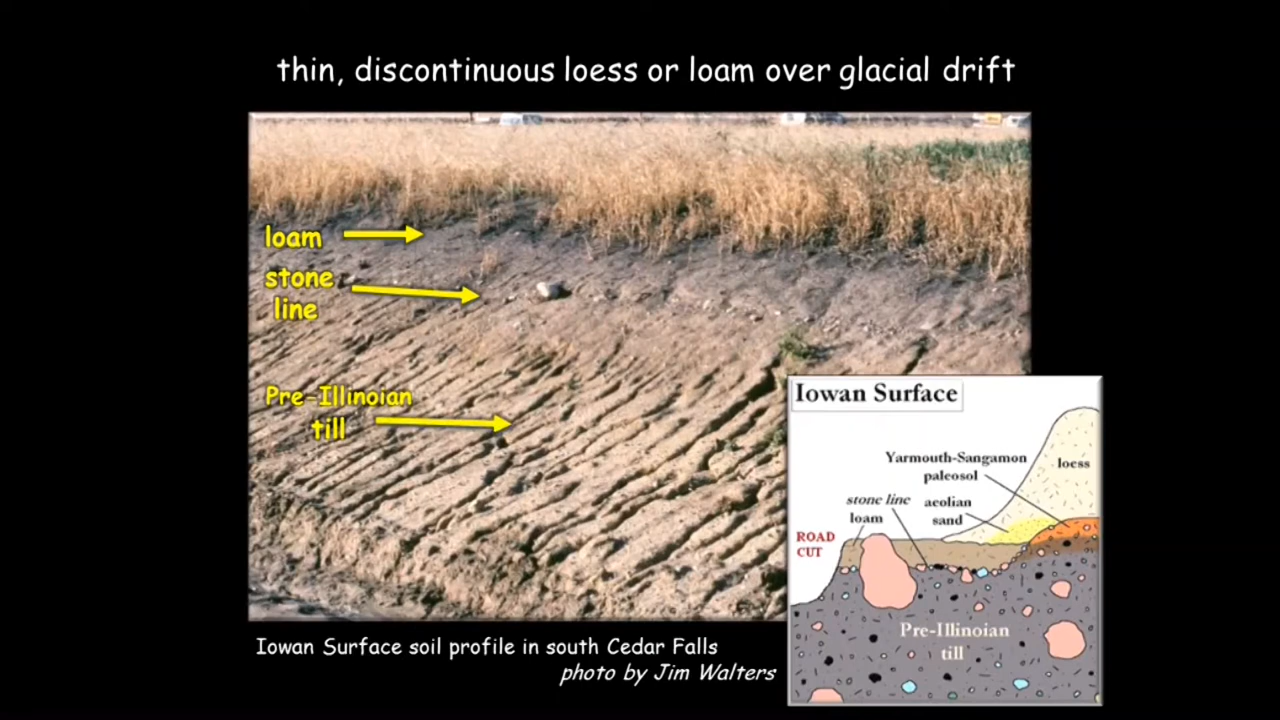 thin, discontinuous loess or loam over glacial drift
loam
stone
line
Pre-Illinoian
till
Iowan Surface
Yarmouth-Sangamon
paleosol
loess
stone line
aeolian
loam
sand
ROAD
CUT
Pre-Illinoian
till
Iowan Surface soil profile in south Cedar Falls
photo by Jim Walters